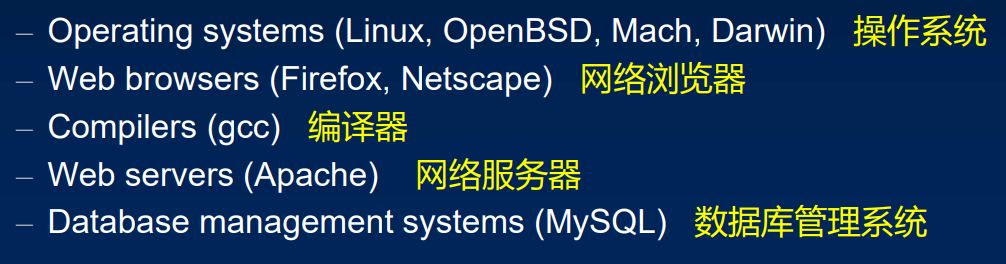 – Operating systems (Linux, OpenBSD, Mach, Darwin) 操作系统
– Web browsers (Firefox, Netscape) 网络浏览器
– Compilers (gcc) 编译器
– Web servers (Apache) 网络服务器
– Database management systems (MySQL) 数据库管理系统